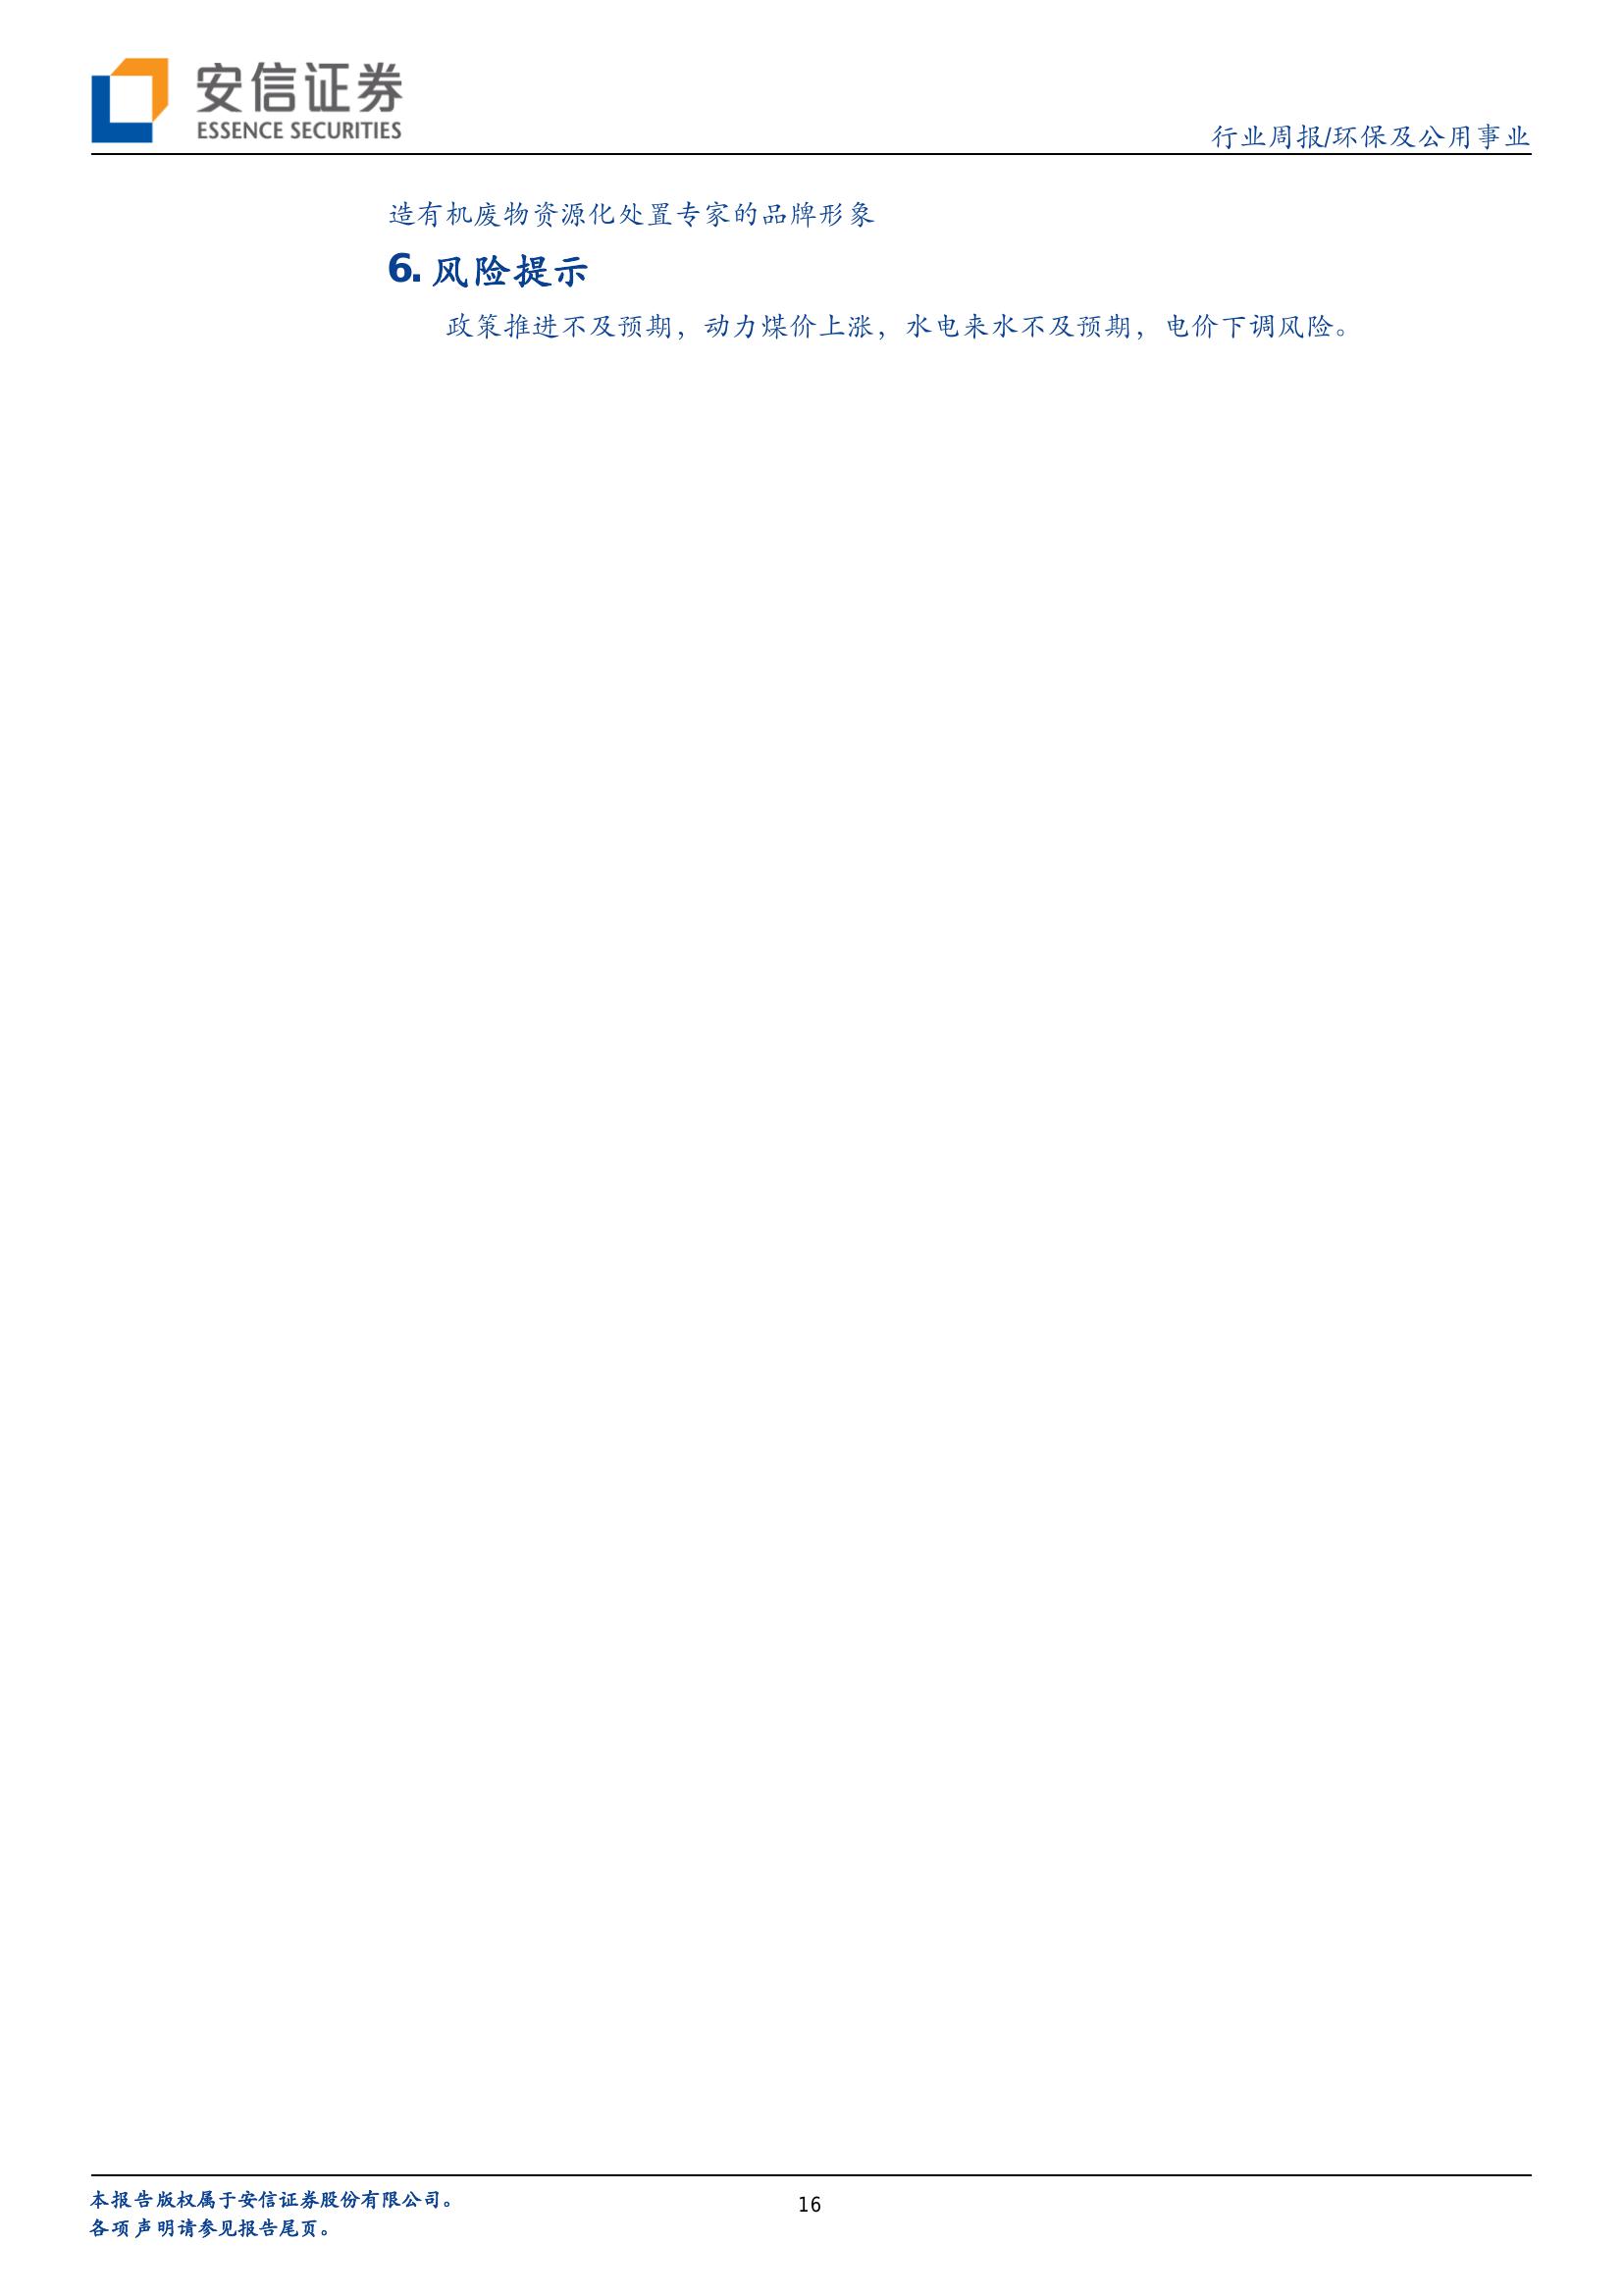 安信证券
ESSENCE SECURITIES
行业周报/环保及公用事业
造有机废物资源化处置专家的品牌形象
6. 风险提示
政策推进不及预期，动力煤价上涨，水电来水不及预期，电价下调风险。
本报告版权属于安信证券股份有限公司。
各项声明请参见报告尾页。
16